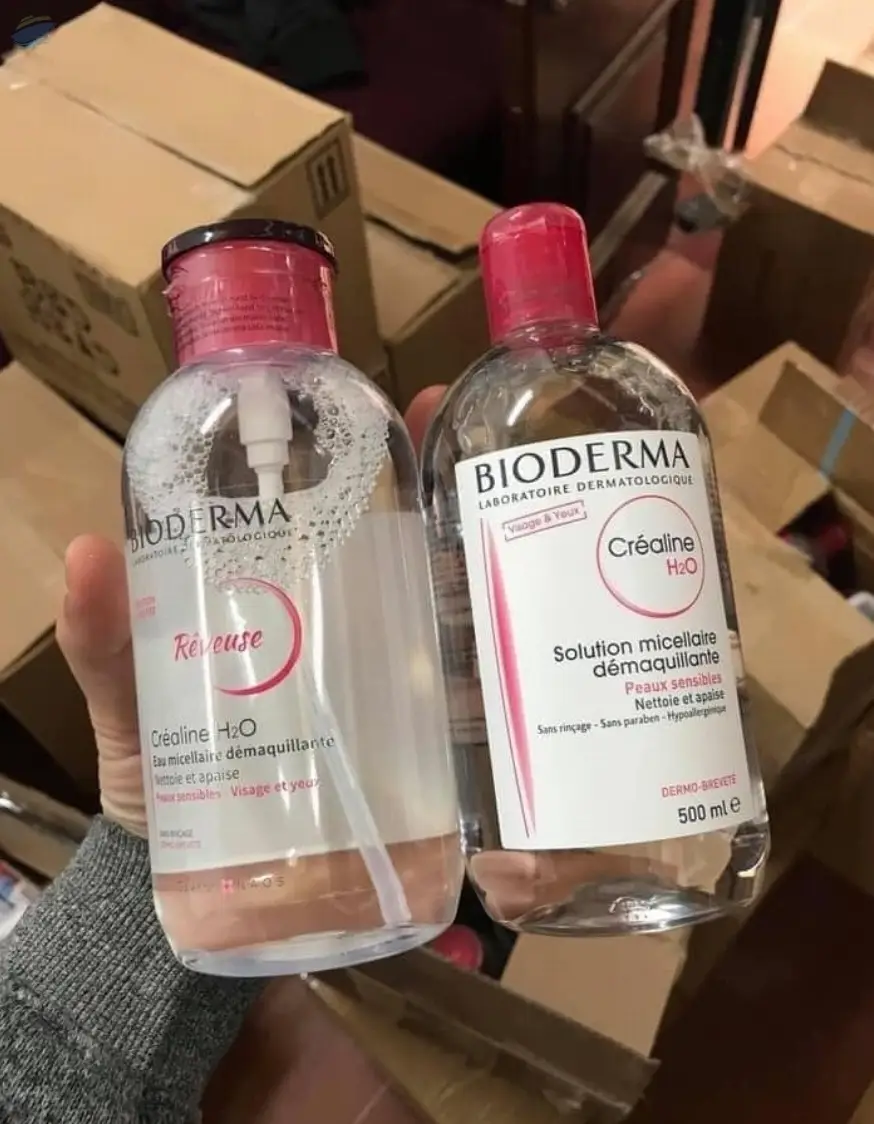 BIODERMA
LABORATOIRE DERMATOLOGIQUE
Rêveuse
Créaline H2O
Eau micellaire démaquillante
Nettoie et apaise
Peaux sensibles - Visage et yeux
BIODERMA
LABORATOIRE DERMATOLOGIQUE
Visage & Yeux
Créaline
H2O
Solution micellaire
démaquillante
Peaux sensibles
Nettoie et apaise
Sans rinçage - Sans paraben - Hypoallergénique
DERMO-BREVETÉ
500 ml e